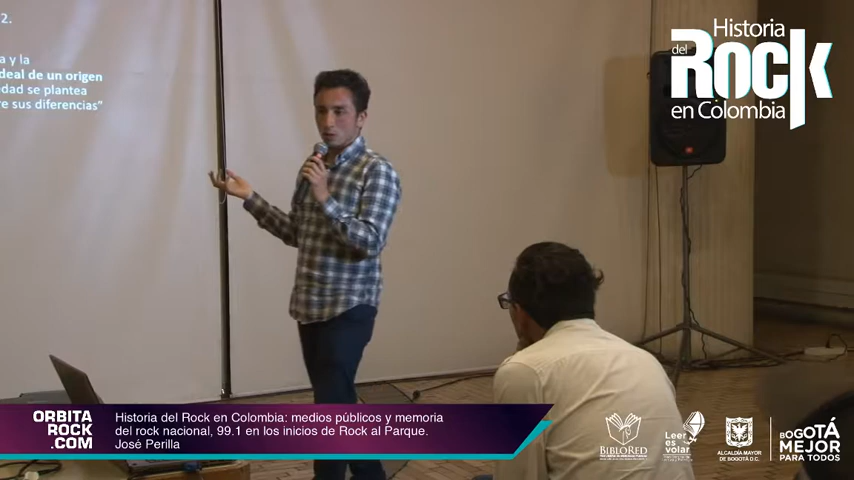 2.
a y la
deal de un origen
edad se plantea
re sus diferencias"
Historia
del Rock
en Colombia
ORBITA
ROCK
.COM
Historia del Rock en Colombia: medios públicos y memoria
del rock nacional, 99.1 en los inicios de Rock al Parque.
José Perilla
BIBLORED
Leer
es
volar
ALCALDÍA MAYOR
DE BOGOTÁ D.C.
BOGOTÁ
MEJOR
PARA TODOS